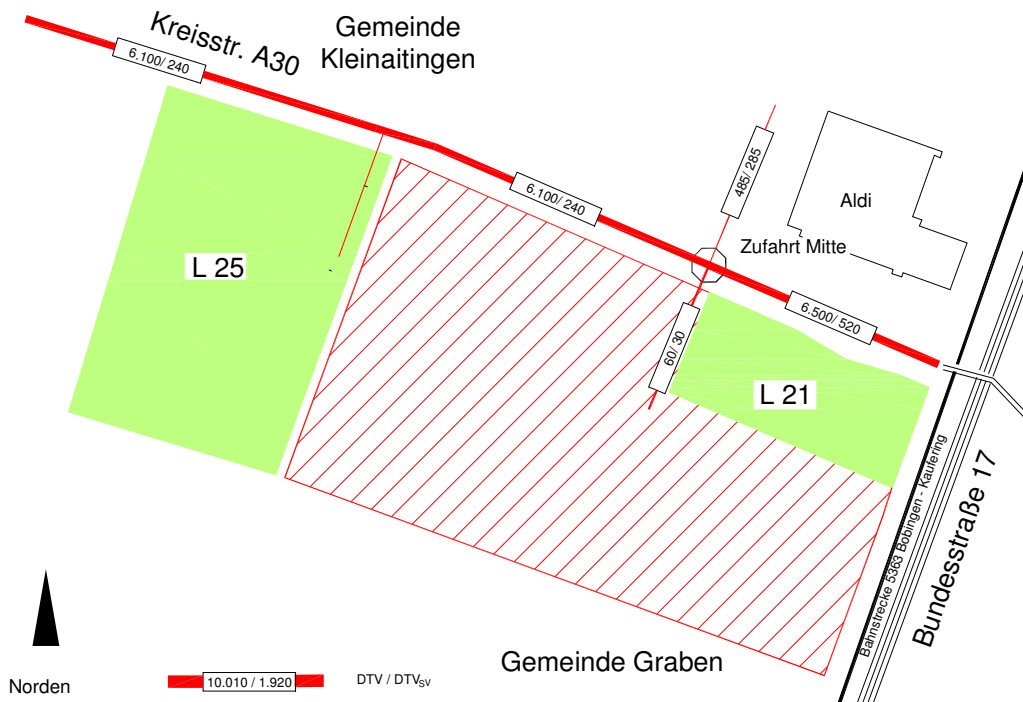 Kreisstr. A30
Gemeinde
Kleinaitingen
6.100/ 240
485/ 285
Aldi
6.100/ 240
Zufahrt Mitte
L 25
6.500/ 520
60/ 30
L 21
Bahnstrecke 5363 Bobingen - Kaufering
Bundesstraße 17
Gemeinde Graben
Norden
10.010 / 1.920
DTV / DTVSV